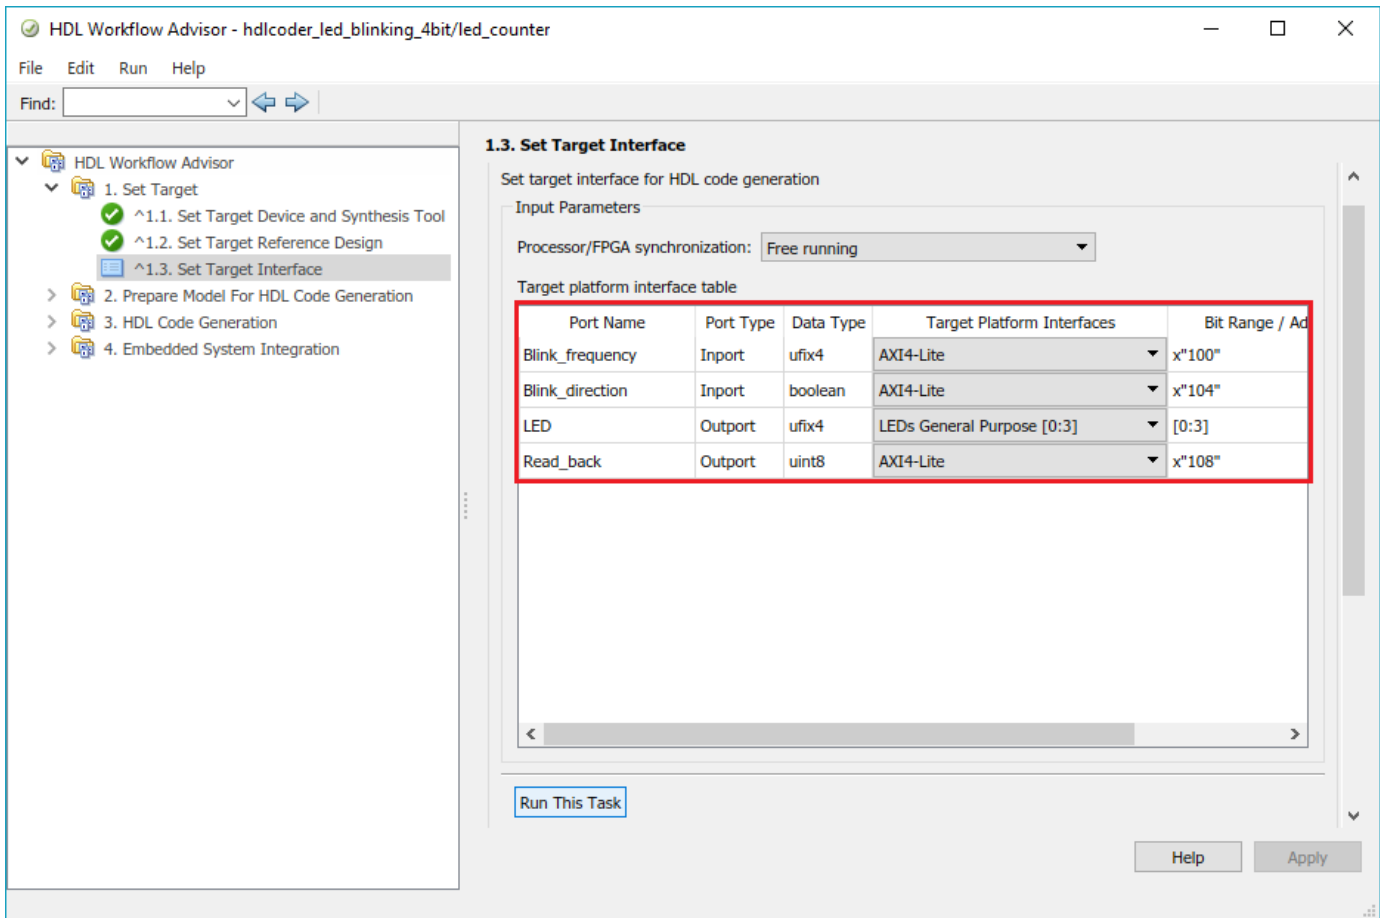 HDL Workflow Advisor - hdlcoder_led_blinking_4bit/led_counter
File Edit Run Help
Find:
HDL Workflow Advisor
1. Set Target
^1.1. Set Target Device and Synthesis Tool
^1.2. Set Target Reference Design
^1.3. Set Target Interface
2. Prepare Model For HDL Code Generation
3. HDL Code Generation
4. Embedded System Integration
1.3. Set Target Interface
Set target interface for HDL code generation
Input Parameters
Processor/FPGA synchronization: Free running
Target platform interface table
Port Name Port Type Data Type Target Platform Interfaces Bit Range / Ad
Blink_frequency Inport ufix4 AXI4-Lite x"100"
Blink_direction Inport boolean AXI4-Lite x"104"
LED Outport ufix4 LEDs General Purpose [0:3] [0:3]
Read_back Outport uint8 AXI4-Lite x"108"
Run This Task
Help Apply